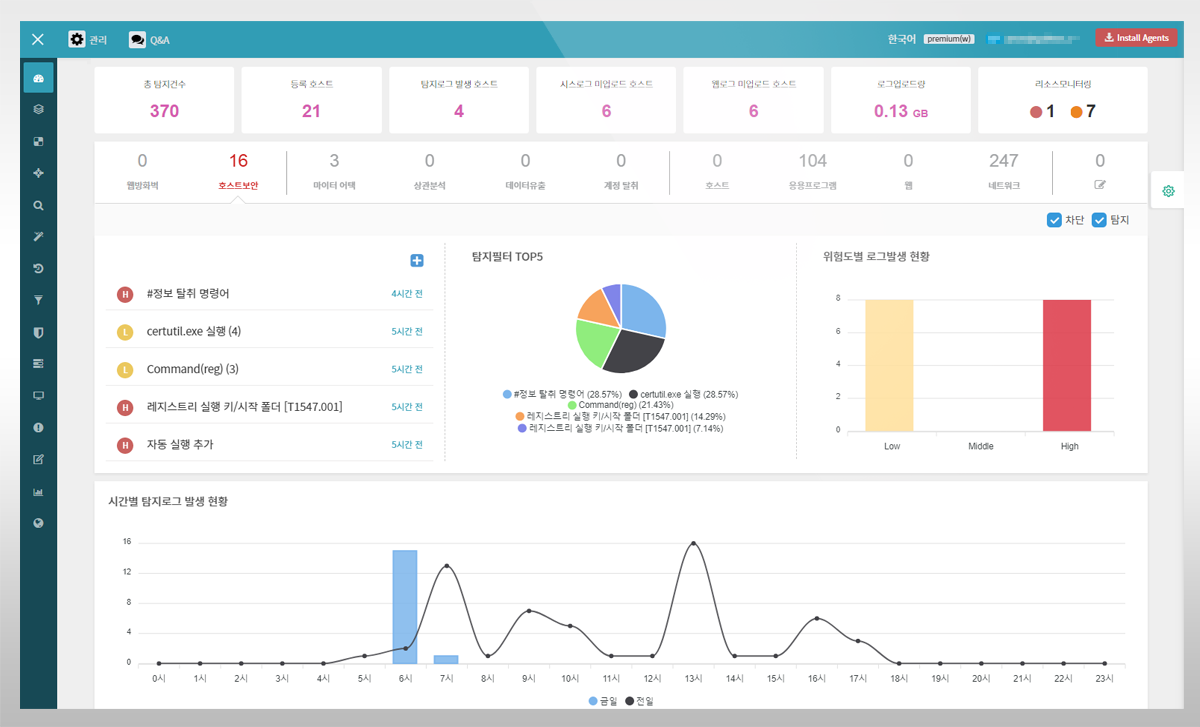 관리
Q&A
한국어
premium(w)
Install Agents
총 탐지건수
370
등록 호스트
21
탐지로그 발생 호스트
4
시스로그 미업로드 호스트
6
웹로그 미업로드 호스트
6
로그업로드량
0.13 GB
리소스모니터링
1 7
0 16 3 0 0 0 0 104 0 247 0
웹방화벽 호스트보안 마이터 어택 상관분석 데이터유출 계정 탈취 호스트 응용프로그램 웹 네트워크
차단 탐지
H #정보 탈취 명령어 4시간 전
L certutil.exe 실행 (4) 5시간 전
L Command(reg) (3) 5시간 전
H 레지스트리 실행 키/시작 폴더 [T1547.001] 5시간 전
H 자동 실행 추가 5시간 전
탐지필터 TOP5
#정보 탈취 명령어 (28.57%) certutil.exe 실행 (28.57%)
Command(reg) (21.43%)
레지스트리 실행 키/시작 폴더 [T1547.001] (14.29%)
레지스트리 실행 키/시작 폴더 [T1547.001] (7.14%)
위험도별 로그발생 현황
8
6
4
2
0
Low Middle High
시간별 탐지로그 발생 현황
16
12
8
4
0
0시 1시 2시 3시 4시 5시 6시 7시 8시 9시 10시 11시 12시 13시 14시 15시 16시 17시 18시 19시 20시 21시 22시 23시
금일 전일